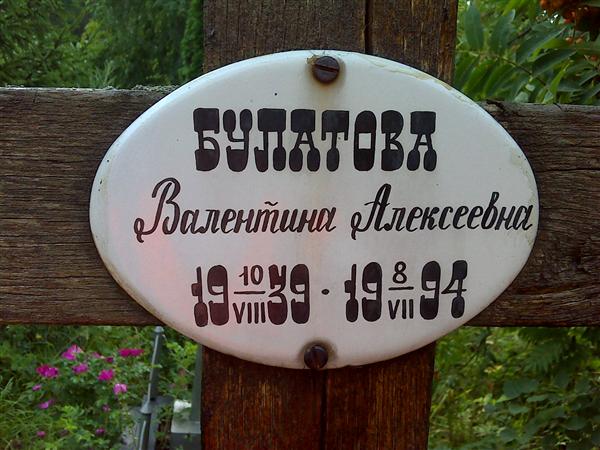 БУЛАТОВА
Валентина Алексеевна
19 10/VIII 39 · 19 8/VII 94